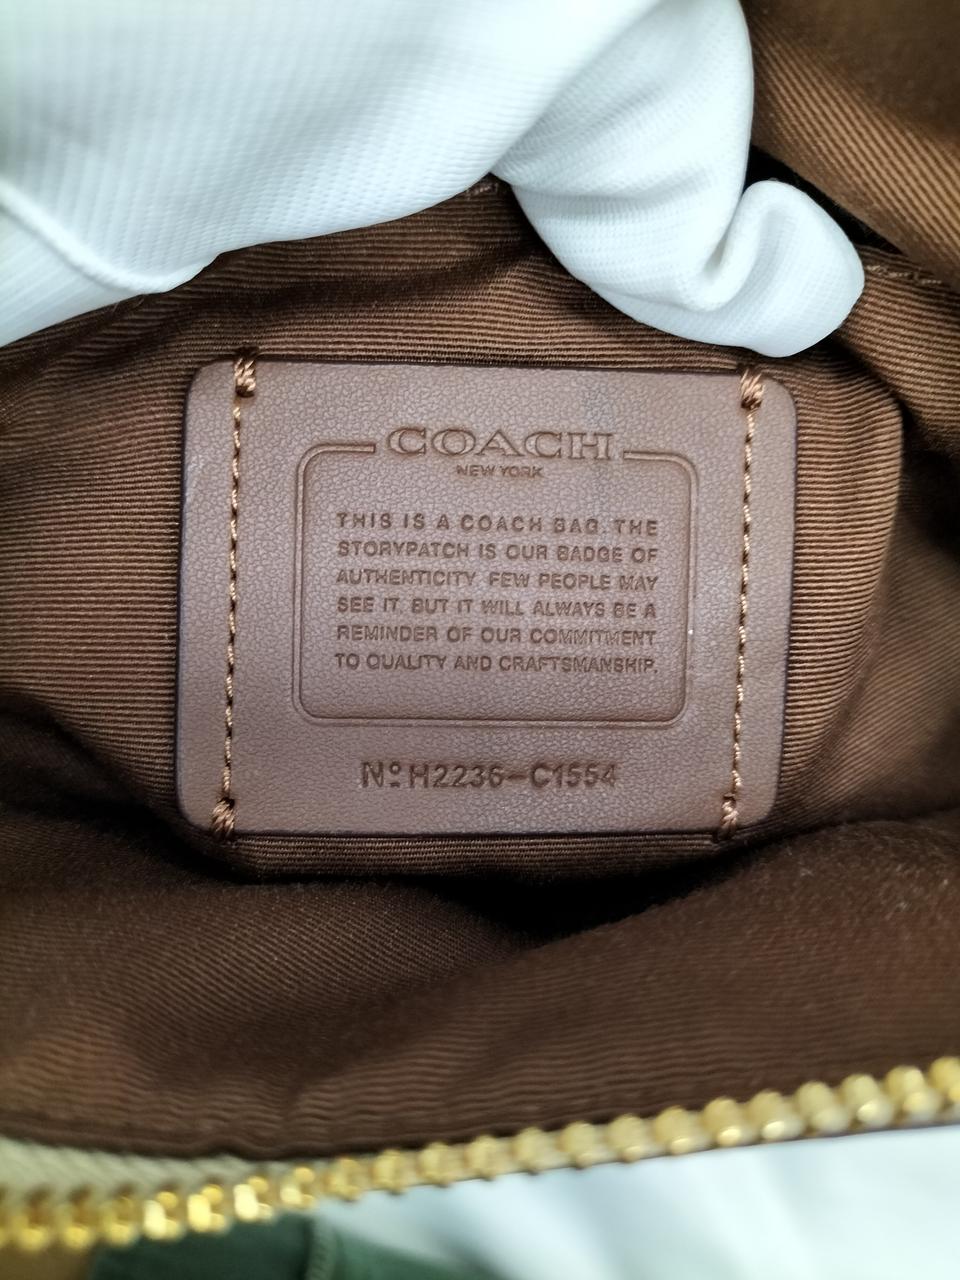 COACH
NEW YORK
THIS IS A COACH BAG. THE
STORYPATCH IS OUR BADGE OF
AUTHENTICITY. FEW PEOPLE MAY
SEE IT, BUT IT WILL ALWAYS BE A
REMINDER OF OUR COMMITMENT
TO QUALITY AND CRAFTSMANSHIP.
Nº H2236-C1554